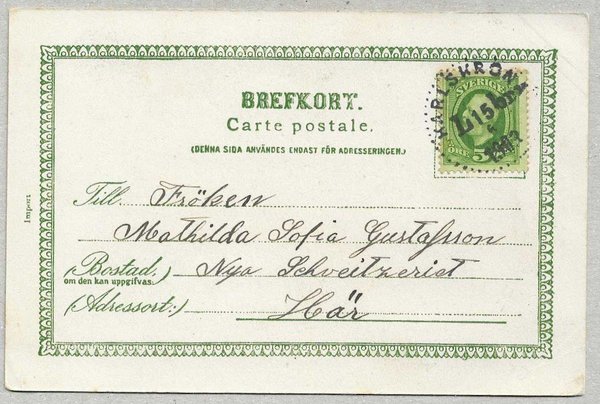 BREFKORT.
Carte postale.
(DENNA SIDA ANVÄNDES ENDAST FÖR ADRESSERINGEN.)
SVERIGE
5
ÖRE
KARLSKRONA
Import
Till Fröken
Mathilda Sofia Gustafsson
(Bostad,) Nya Schveitzeriet
om den kan uppgifvas:
(Adressort:) Här